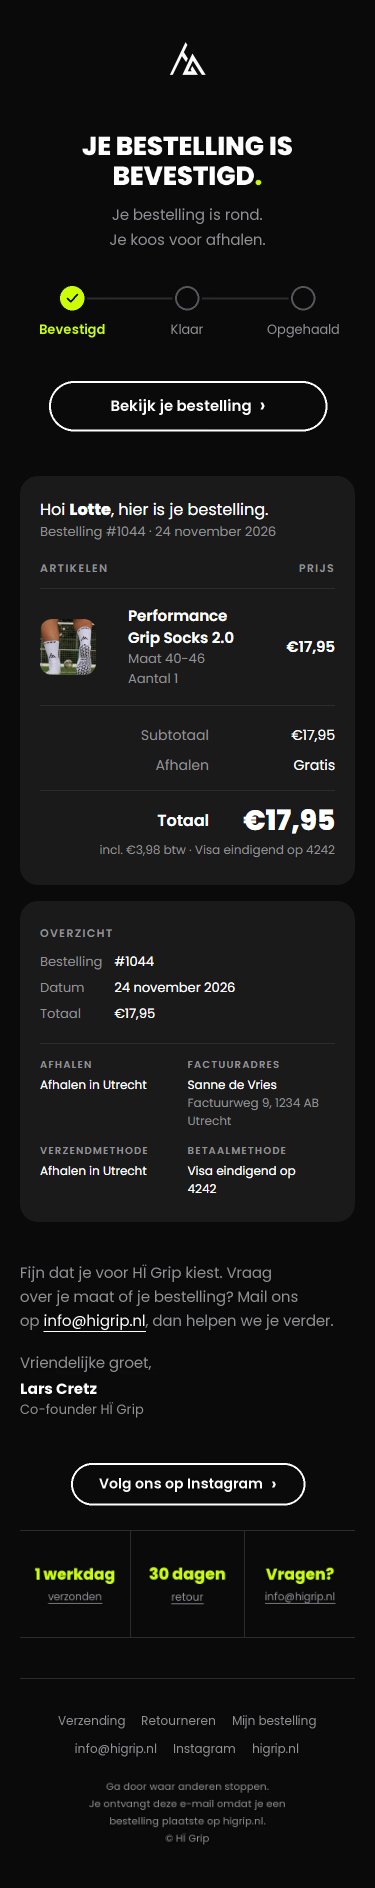 JE BESTELLING IS
BEVESTIGD.
Je bestelling is rond.
Je koos voor afhalen.
Bevestigd Klaar Opgehaald
Bekijk je bestelling ›
Hoi Lotte, hier is je bestelling.
Bestelling #1044 · 24 november 2026
ARTIKELEN PRIJS
Performance
Grip Socks 2.0
Maat 40-46
Aantal 1
€17,95
Subtotaal €17,95
Afhalen Gratis
Totaal €17,95
incl. €3,98 btw · Visa eindigend op 4242
OVERZICHT
Bestelling #1044
Datum 24 november 2026
Totaal €17,95
AFHALEN
Afhalen in Utrecht
FACTUURADRES
Sanne de Vries
Factuurweg 9, 1234 AB
Utrecht
VERZENDMETHODE
Afhalen in Utrecht
BETAALMETHODE
Visa eindigend op
4242
Fijn dat je voor HÏ Grip kiest. Vraag
over je maat of je bestelling? Mail ons
op info@higrip.nl, dan helpen we je verder.
Vriendelijke groet,
Lars Cretz
Co-founder HÏ Grip
Volg ons op Instagram ›
1 werkdag
verzonden
30 dagen
retour
Vragen?
info@higrip.nl
Verzending Retourneren Mijn bestelling
info@higrip.nl Instagram higrip.nl
Ga door waar anderen stoppen.
Je ontvangt deze e-mail omdat je een
bestelling plaatste op higrip.nl.
© HÏ Grip